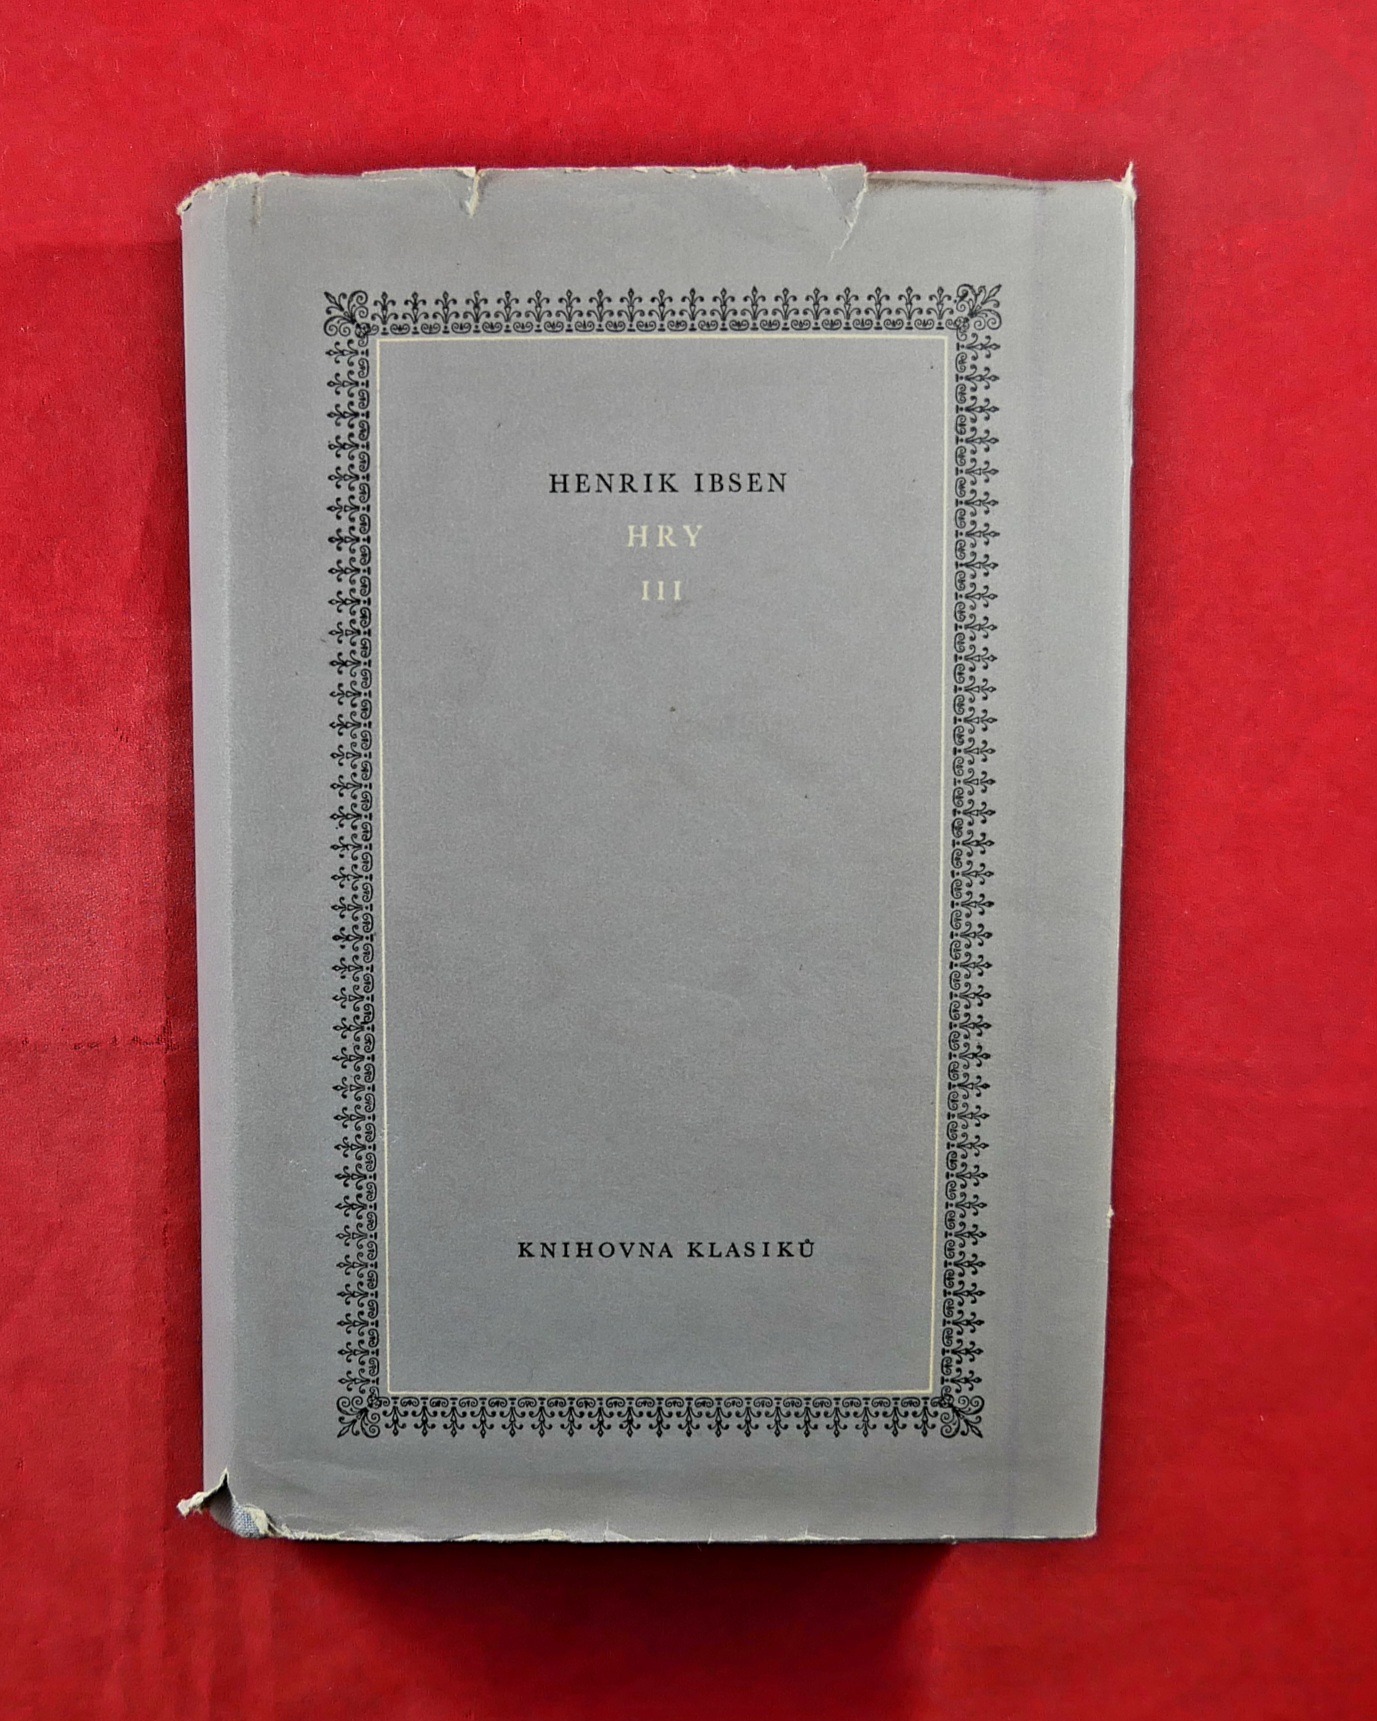 HENRIK IBSEN
HRY
III
KNIHOVNA KLASIKŮ